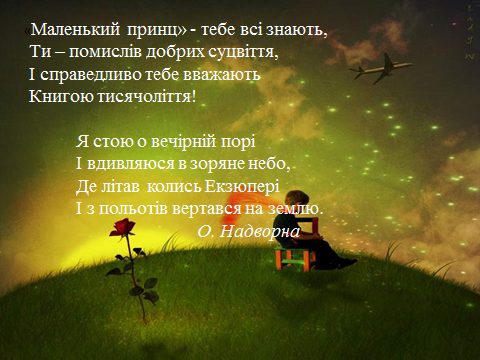 «Маленький принц» - тебе всі знають,
Ти – помислів добрих суцвіття,
І справедливо тебе вважають
Книгою тисячоліття!
Я стою о вечірній порі
І вдивляюся в зоряне небо,
Де літав колись Екзюпері
І з польотів вертався на землю.
О. Надворна